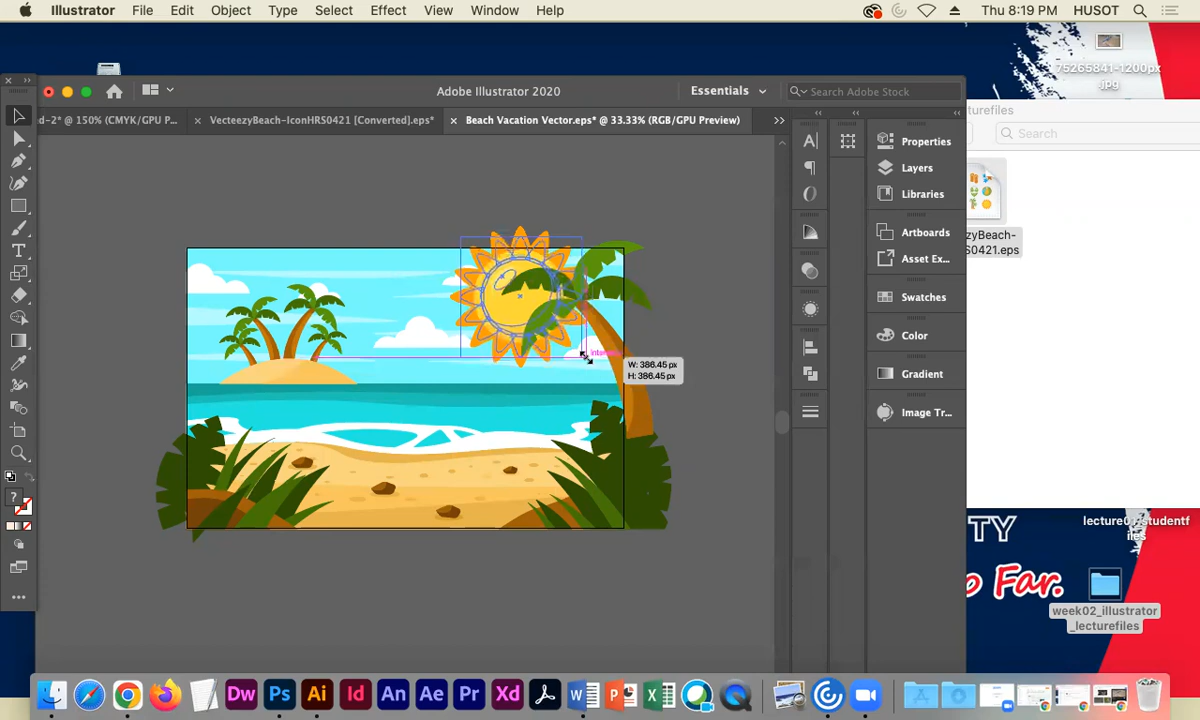 Illustrator File Edit Object Type Select Effect View Window Help Thu 8:19 PM HUSOT
75265841-1200px
.jpg
Adobe Illustrator 2020 Essentials Search Adobe Stock
d-2* @ 150% (CMYK/GPU P... × VecteezyBeach-IconHRS0421 [Converted].eps* × Beach Vacation Vector.eps* @ 33.33% (RGB/GPU Preview) >>
turefiles
Search
Properties
Layers
Libraries
Artboards
Asset Ex...
Swatches
Color
Gradient
Image Tr...
zyBeach-
S0421.eps
W: 386.45 px
H: 386.45 px
TY
o Far.
fles
week02_illustrator
_lecturefiles
Dw Ps Ai Id An Ae Pr Xd W P X